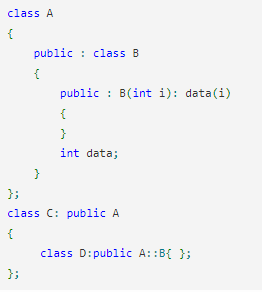 class A
{
    public : class B
    {
        public : B(int i): data(i)
        {
        }
        int data;
    }
};
class C: public A
{
     class D:public A::B{ };
};